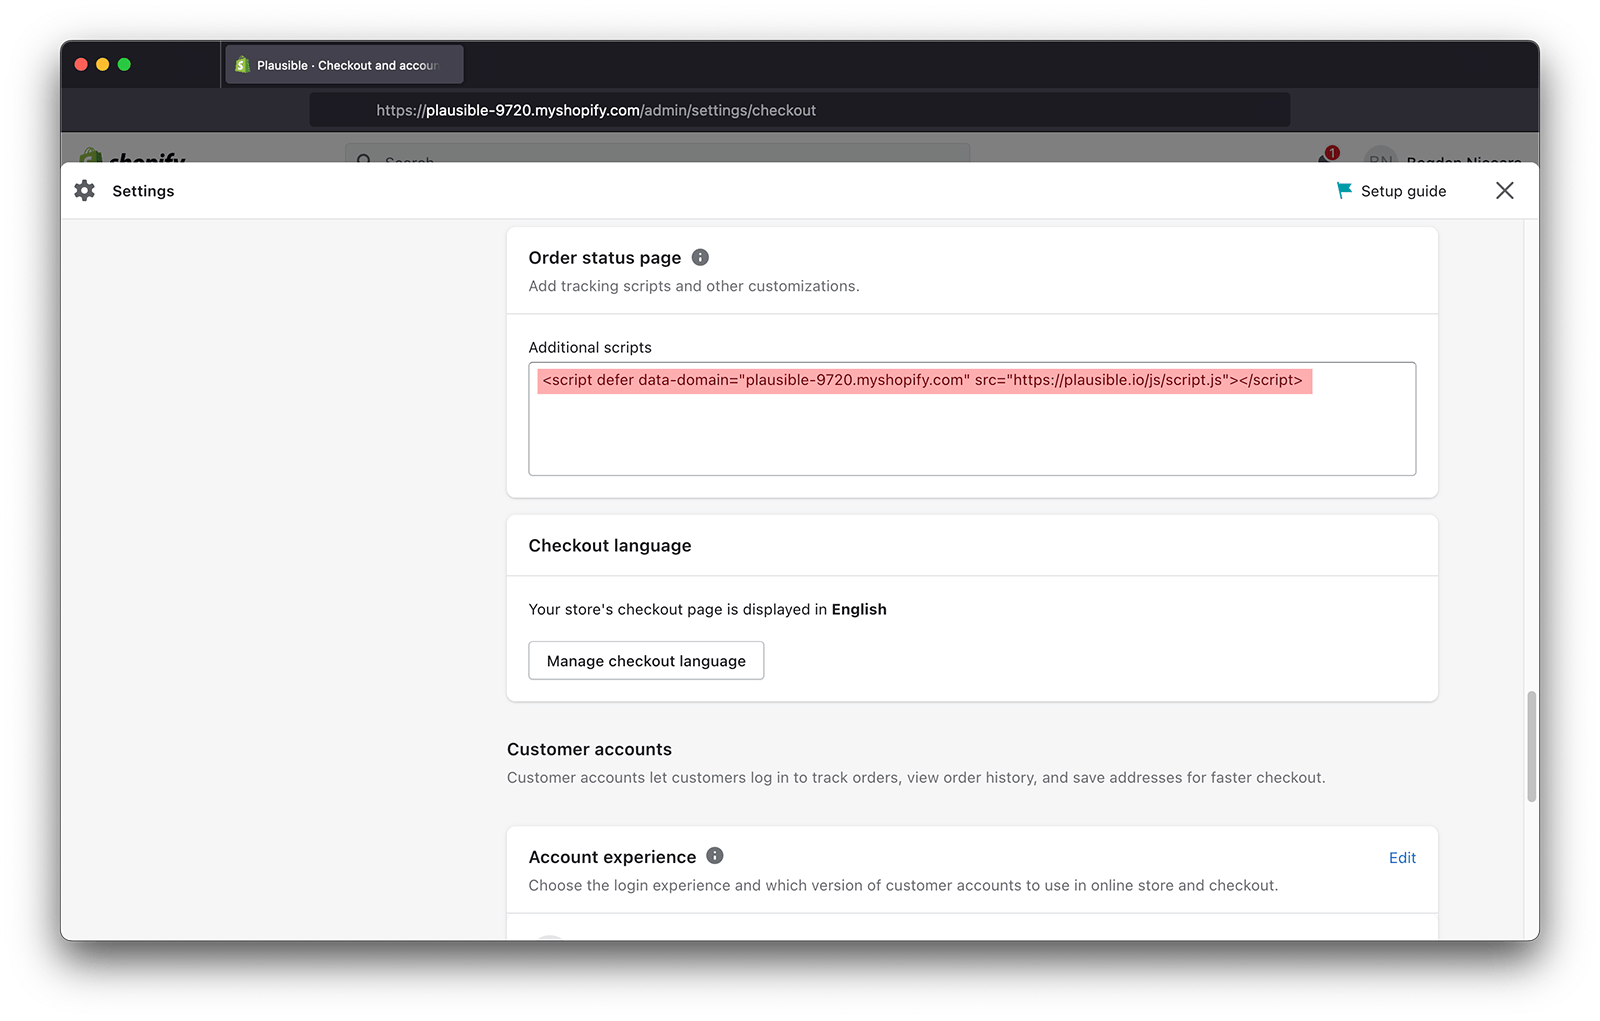 Plausible · Checkout and accoun
https://plausible-9720.myshopify.com/admin/settings/checkout
shopify
Search
1
RN
Settings
Setup guide
Order status page
Add tracking scripts and other customizations.
Additional scripts
<script defer data-domain="plausible-9720.myshopify.com" src="https://plausible.io/js/script.js"></script>
Checkout language
Your store's checkout page is displayed in English
Manage checkout language
Customer accounts
Customer accounts let customers log in to track orders, view order history, and save addresses for faster checkout.
Account experience
Edit
Choose the login experience and which version of customer accounts to use in online store and checkout.